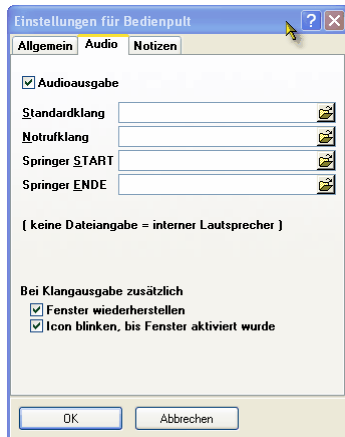 Einstellungen für Bedienpult
Allgemein Audio Notizen
Audioausgabe
Standardklang
Notrufklang
Springer START
Springer ENDE
( keine Dateiangabe = interner Lautsprecher )
Bei Klangausgabe zusätzlich
Fenster wiederherstellen
Icon blinken, bis Fenster aktiviert wurde
OK Abbrechen